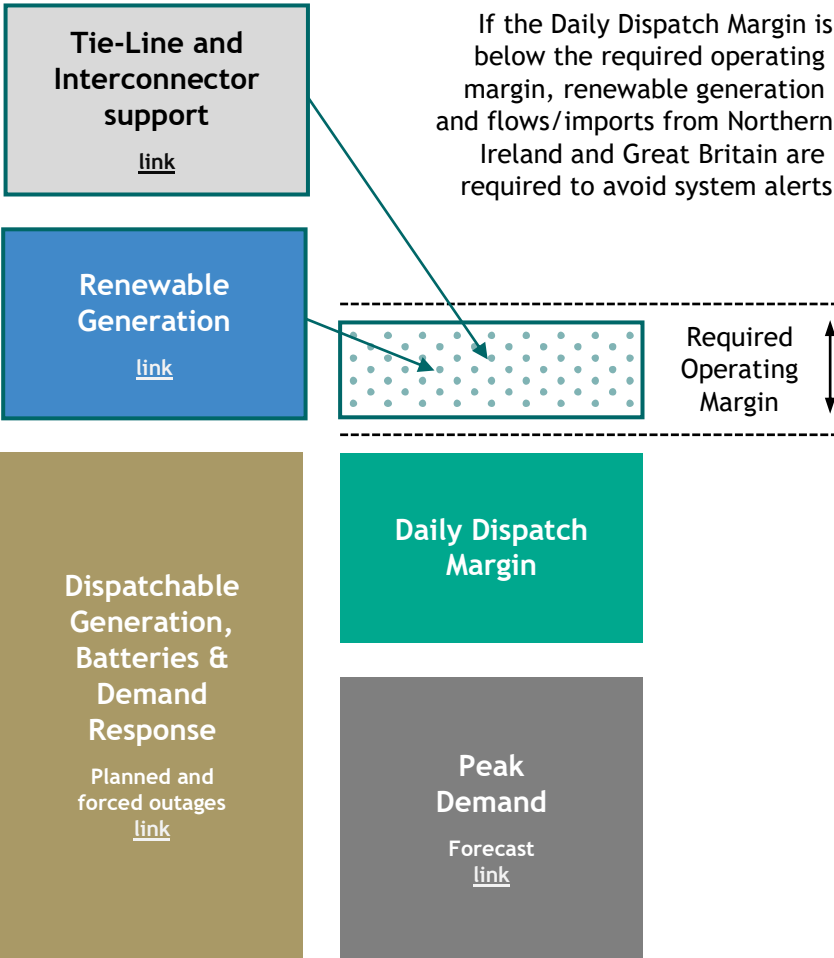 Tie-Line and
Interconnector
support
link
If the Daily Dispatch Margin is
below the required operating
margin, renewable generation
and flows/imports from Northern
Ireland and Great Britain are
required to avoid system alerts
Renewable
Generation
link
Required
Operating
Margin
Daily Dispatch
Margin
Dispatchable
Generation,
Batteries &
Demand
Response
Planned and
forced outages
link
Peak
Demand
Forecast
link